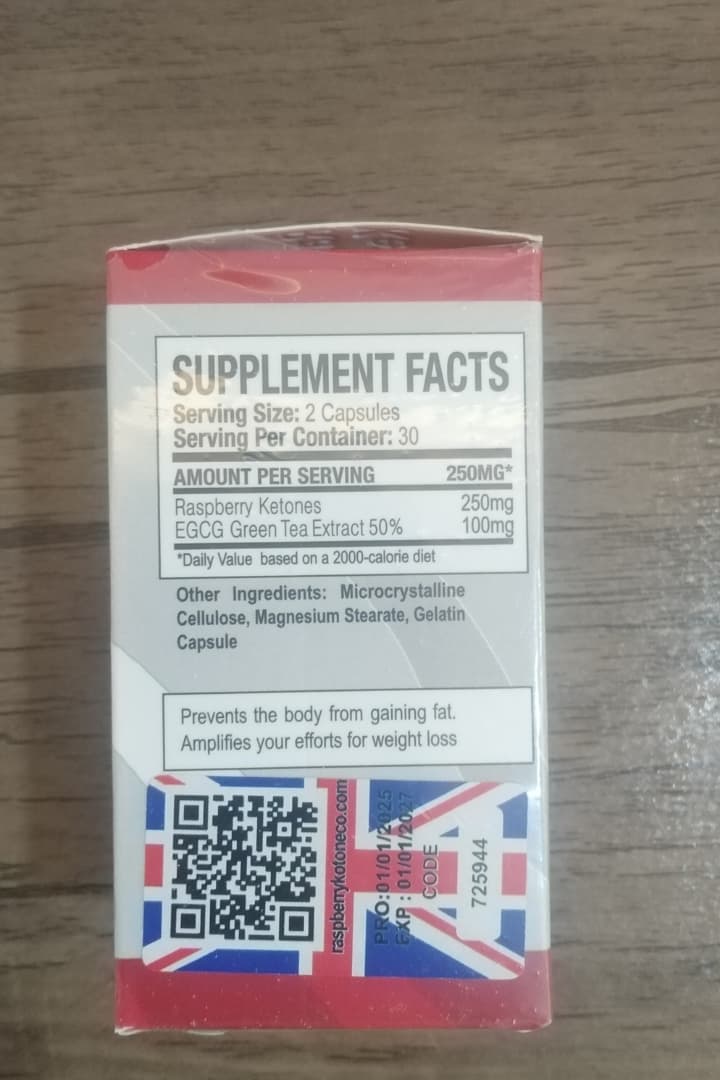 SUPPLEMENT FACTS
Serving Size: 2 Capsules
Serving Per Container: 30
AMOUNT PER SERVING 250MG*
Raspberry Ketones 250mg
EGCG Green Tea Extract 50% 100mg
*Daily Value based on a 2000-calorie diet
Other Ingredients: Microcrystalline
Cellulose, Magnesium Stearate, Gelatin
Capsule
Prevents the body from gaining fat.
Amplifies your efforts for weight loss
raspberrykotoneco.com
PRO:01/01/2025
EXP: 01/01/2027
CODE
725944